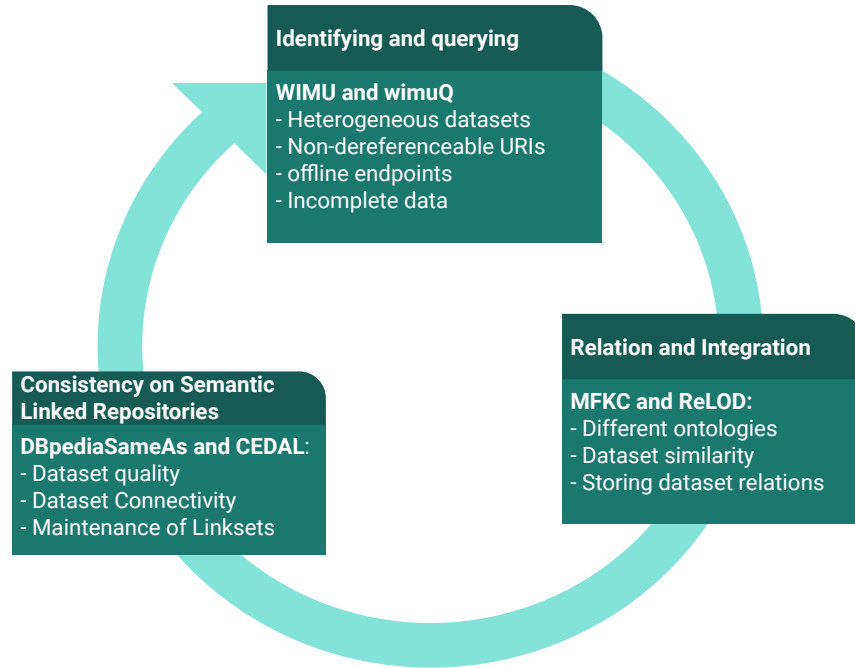 Identifying and querying
WIMU and wimuQ
- Heterogeneous datasets
- Non-dereferenceable URIs
- offline endpoints
- Incomplete data
Relation and Integration
MFKC and ReLOD:
- Different ontologies
- Dataset similarity
- Storing dataset relations
Consistency on Semantic
Linked Repositories
DBpediaSameAs and CEDAL:
- Dataset quality
- Dataset Connectivity
- Maintenance of Linksets